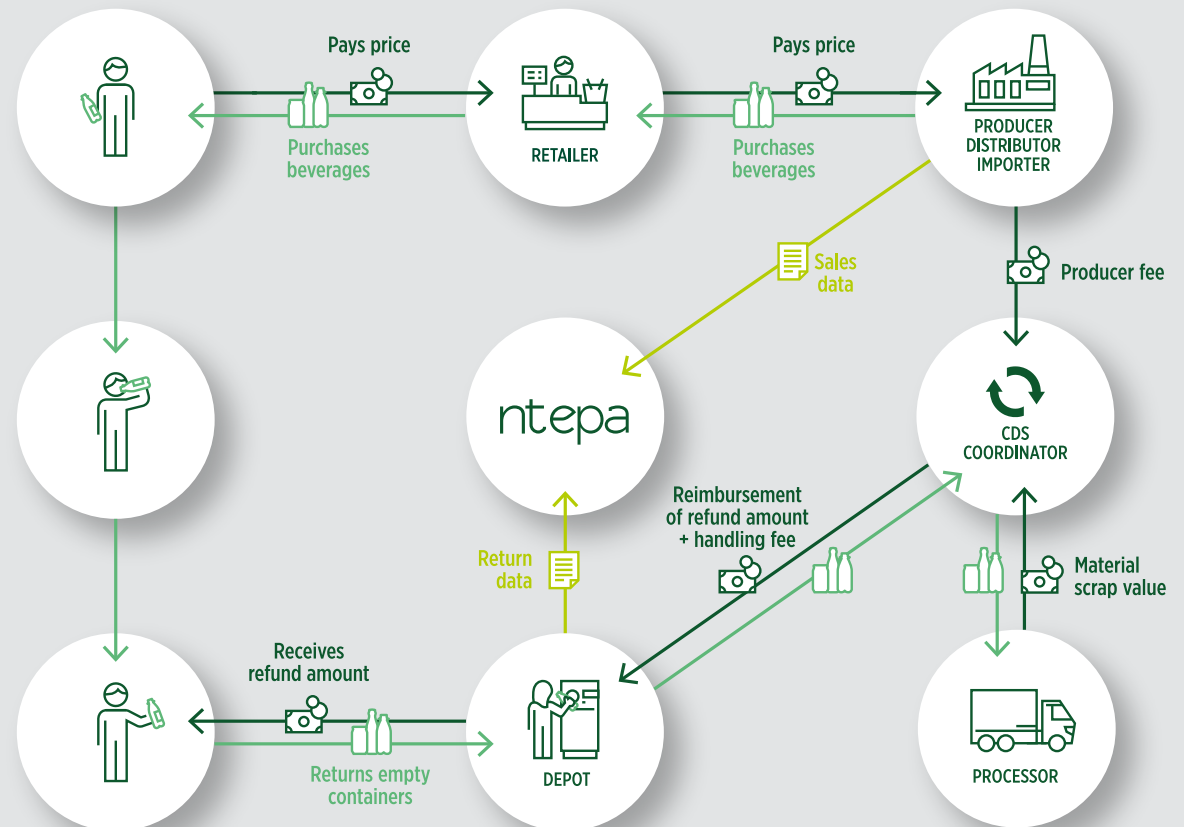 Pays price
Pays price
Purchases
beverages
RETAILER
Purchases
beverages
PRODUCER
DISTRIBUTOR
IMPORTER
Sales
data
Producer fee
ntepa
CDS
COORDINATOR
Reimbursement
of refund amount
+ handling fee
Return
data
Material
scrap value
Receives
refund amount
Returns empty
containers
DEPOT
PROCESSOR